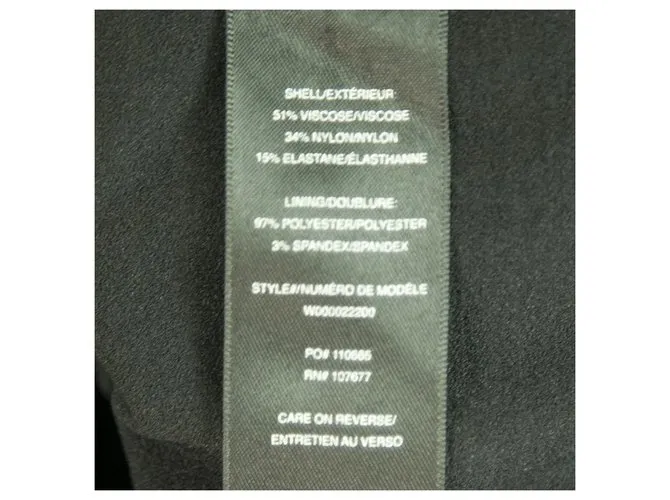 SHELL/EXTÉRIEUR
51% VISCOSE/VISCOSE
34% NYLON/NYLON
15% ELASTANE/ÉLASTHANNE
LINING/DOUBLURE:
97% POLYESTER/POLYESTER
3% SPANDEX/SPANDEX
STYLE#/NUMÉRO DE MODÈLE
W000022200
PO# 110665
RN# 107677
CARE ON REVERSE/
ENTRETIEN AU VERSO